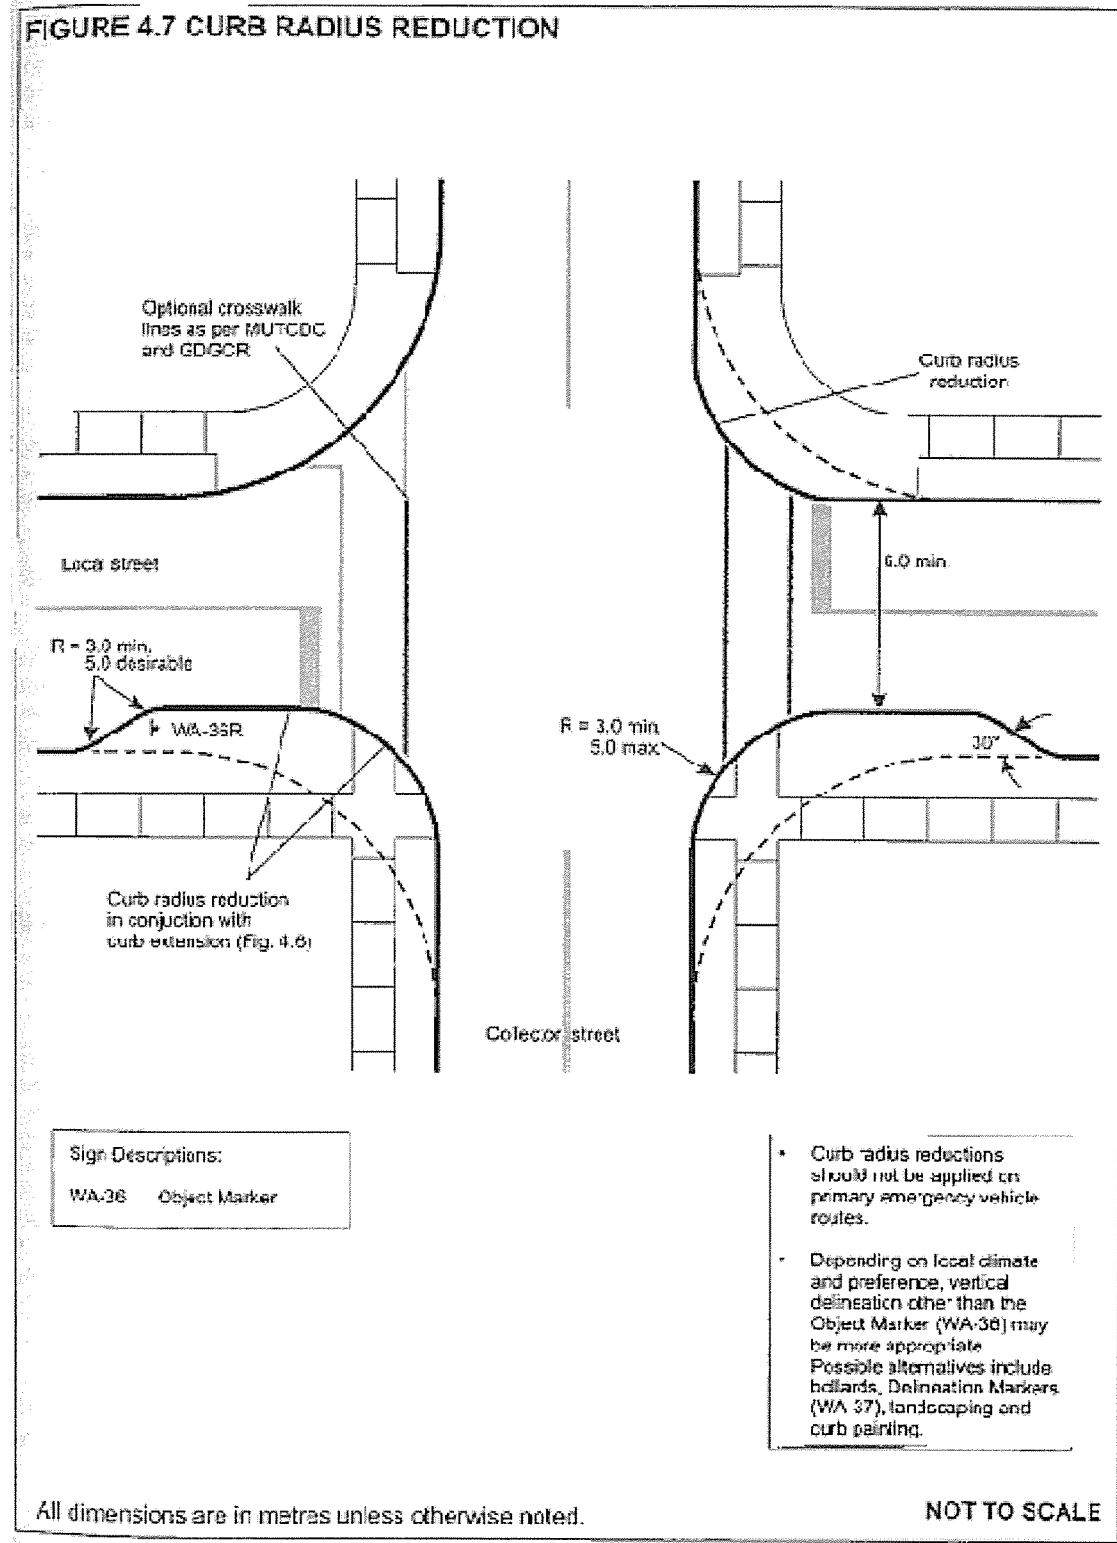 FIGURE 4.7 CURB RADIUS REDUCTION
Optional crosswalk
lines as per MUTCDC
and GDGCR
Curb radius
reduction
Local street
6.0 min.
R = 3.0 min.
5.0 desirable
WA-36R
R = 3.0 min.
5.0 max.
30°
Curb radius reduction
in conjuction with
curb extension (Fig. 4.6)
Collector street
Sign Descriptions:
WA-36 Object Marker
• Curb radius reductions
should not be applied on
primary emergency vehicle
routes.
• Depending on local climate
and preference, vertical
delineation other than the
Object Marker (WA-36) may
be more appropriate.
Possible alternatives include
bollards, Delineation Markers
(WA-37), landscaping and
curb painting.
All dimensions are in metres unless otherwise noted.
NOT TO SCALE